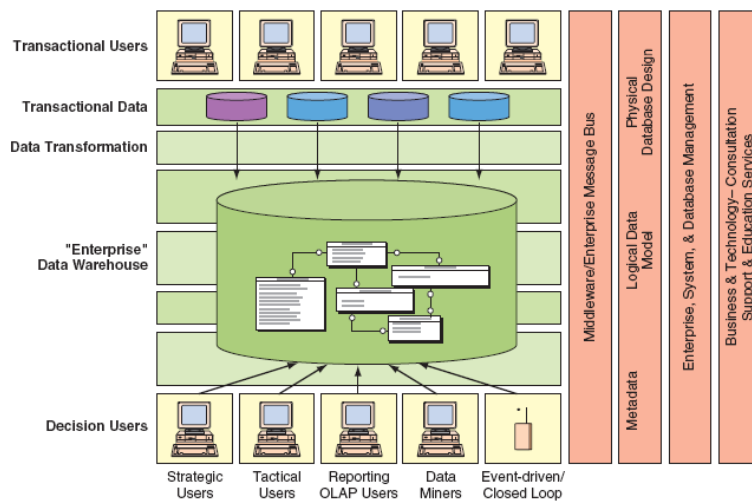 Transactional Users
Transactional Data
Data Transformation
"Enterprise"
Data Warehouse
Decision Users
Strategic
Users
Tactical
Users
Reporting
OLAP Users
Data
Miners
Event-driven/
Closed Loop
Middleware/Enterprise Message Bus
Physical
Database Design
Logical Data
Model
Metadata
Enterprise, System, & Database Management
Business & Technology– Consultation
Support & Education Services